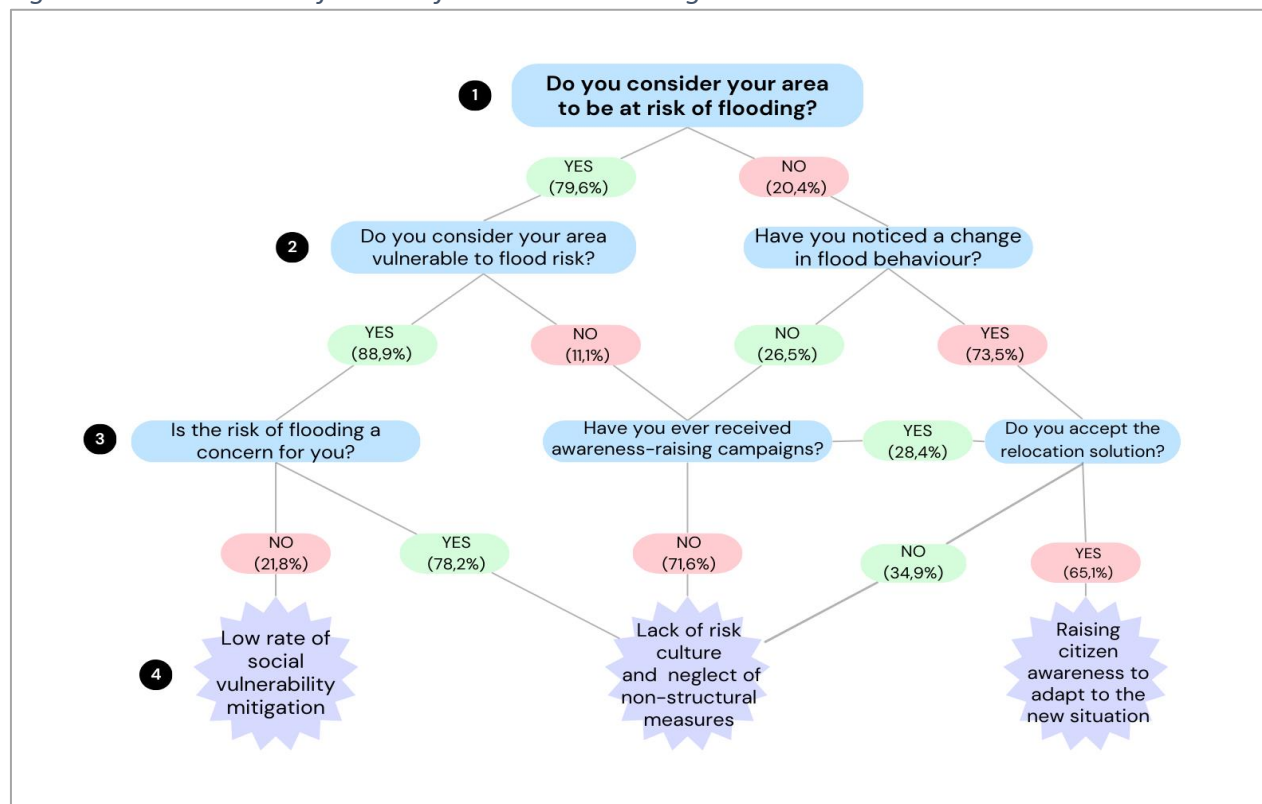 1
Do you consider your area
to be at risk of flooding?
YES
(79,6%)
NO
(20,4%)
2
Do you consider your area
vulnerable to flood risk?
Have you noticed a change
in flood behaviour?
YES
(88,9%)
NO
(11,1%)
NO
(26,5%)
YES
(73,5%)
3
Is the risk of flooding a
concern for you?
Have you ever received
awareness-raising campaigns?
YES
(28,4%)
Do you accept the
relocation solution?
NO
(21,8%)
YES
(78,2%)
NO
(71,6%)
NO
(34,9%)
YES
(65,1%)
4
Low rate of
social
vulnerability
mitigation
Lack of risk
culture
and neglect of
non-structural
measures
Raising
citizen
awareness to
adapt to the
new situation